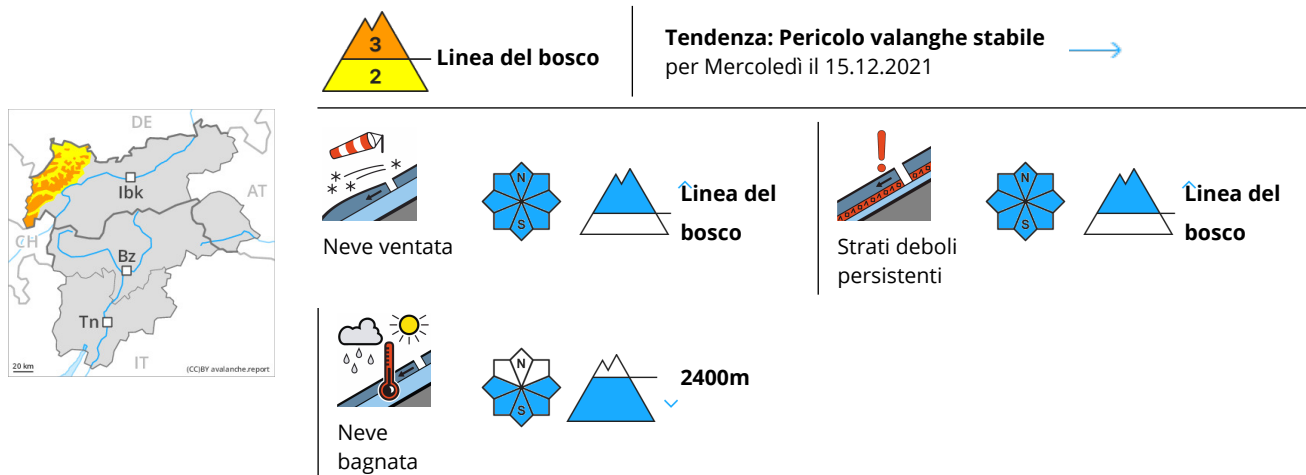 3
2
Linea del bosco
Tendenza: Pericolo valanghe stabile
per Mercoledì il 15.12.2021
DE
AT
CH
IT
Ibk
Bz
Tn
20 km
(CC)BY avalanche.report
N
S
Neve ventata
Linea del
bosco
N
S
Strati deboli
persistenti
Linea del
bosco
N
S
Neve
bagnata
2400m